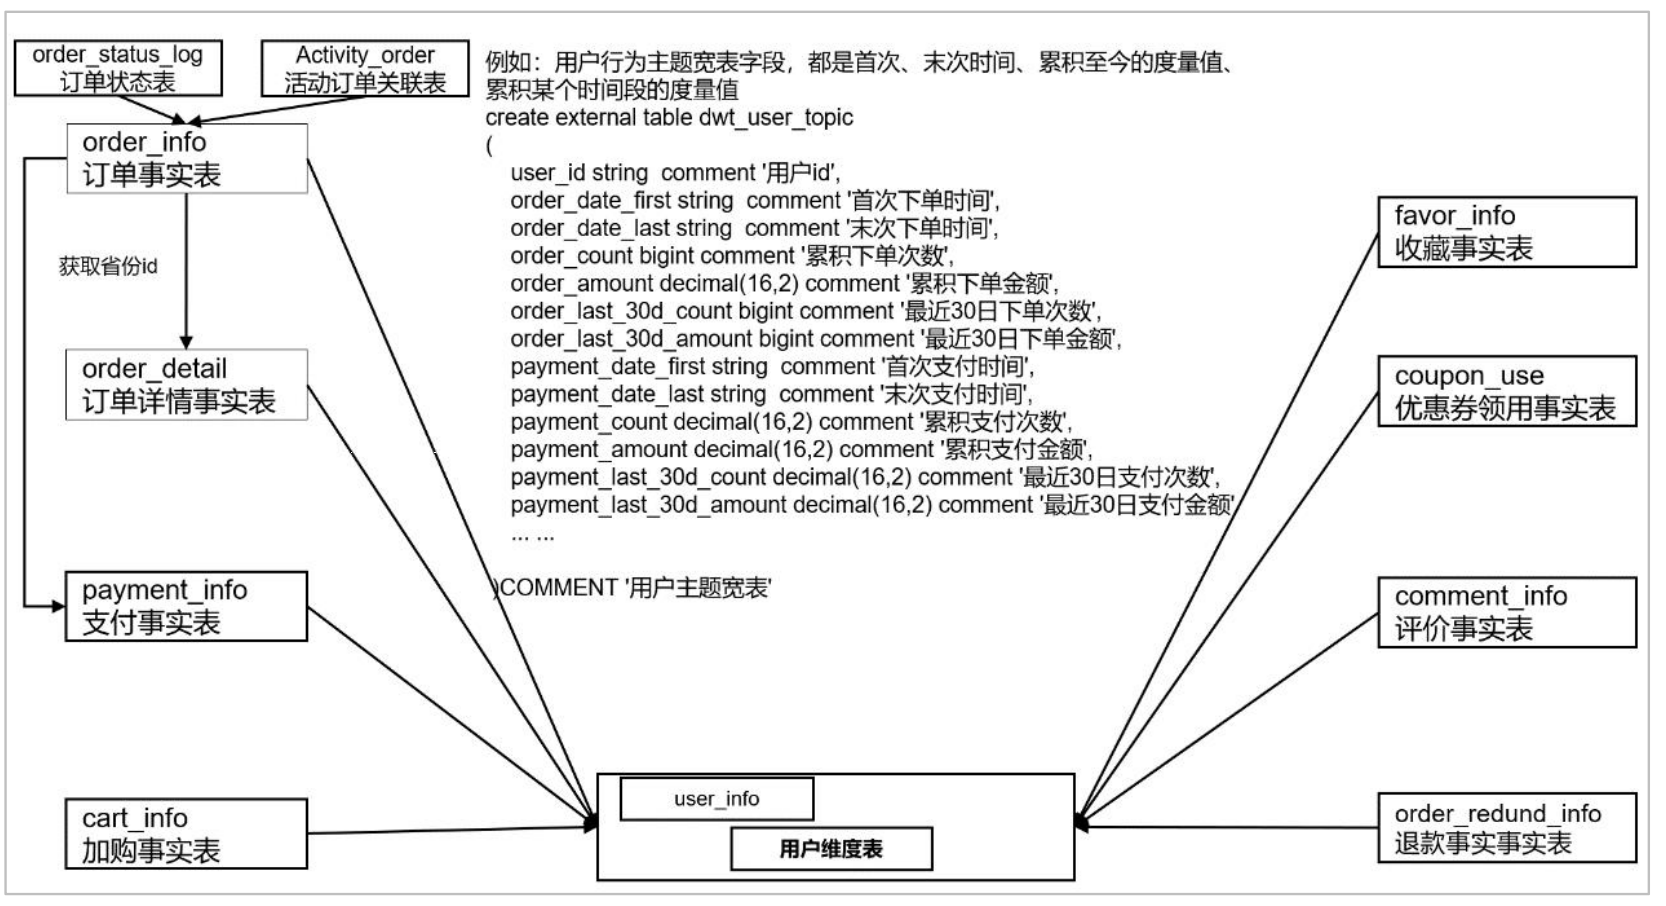 order_status_log
订单状态表
Activity_order
活动订单关联表
order_info
订单事实表
获取省份id
order_detail
订单详情事实表
payment_info
支付事实表
cart_info
加购事实表
例如：用户行为主题宽表字段，都是首次、末次时间、累积至今的度量值、
累积某个时间段的度量值
create external table dwt_user_topic
(
user_id string comment '用户id',
order_date_first string comment '首次下单时间',
order_date_last string comment '末次下单时间',
order_count bigint comment '累积下单次数',
order_amount decimal(16,2) comment '累积下单金额',
order_last_30d_count bigint comment '最近30日下单次数',
order_last_30d_amount bigint comment '最近30日下单金额',
payment_date_first string comment '首次支付时间',
payment_date_last string comment '末次支付时间',
payment_count decimal(16,2) comment '累积支付次数',
payment_amount decimal(16,2) comment '累积支付金额',
payment_last_30d_count decimal(16,2) comment '最近30日支付次数',
payment_last_30d_amount decimal(16,2) comment '最近30日支付金额'
... ...
)COMMENT '用户主题宽表'
user_info
用户维度表
favor_info
收藏事实表
coupon_use
优惠券领用事实表
comment_info
评价事实表
order_redund_info
退款事实事实表